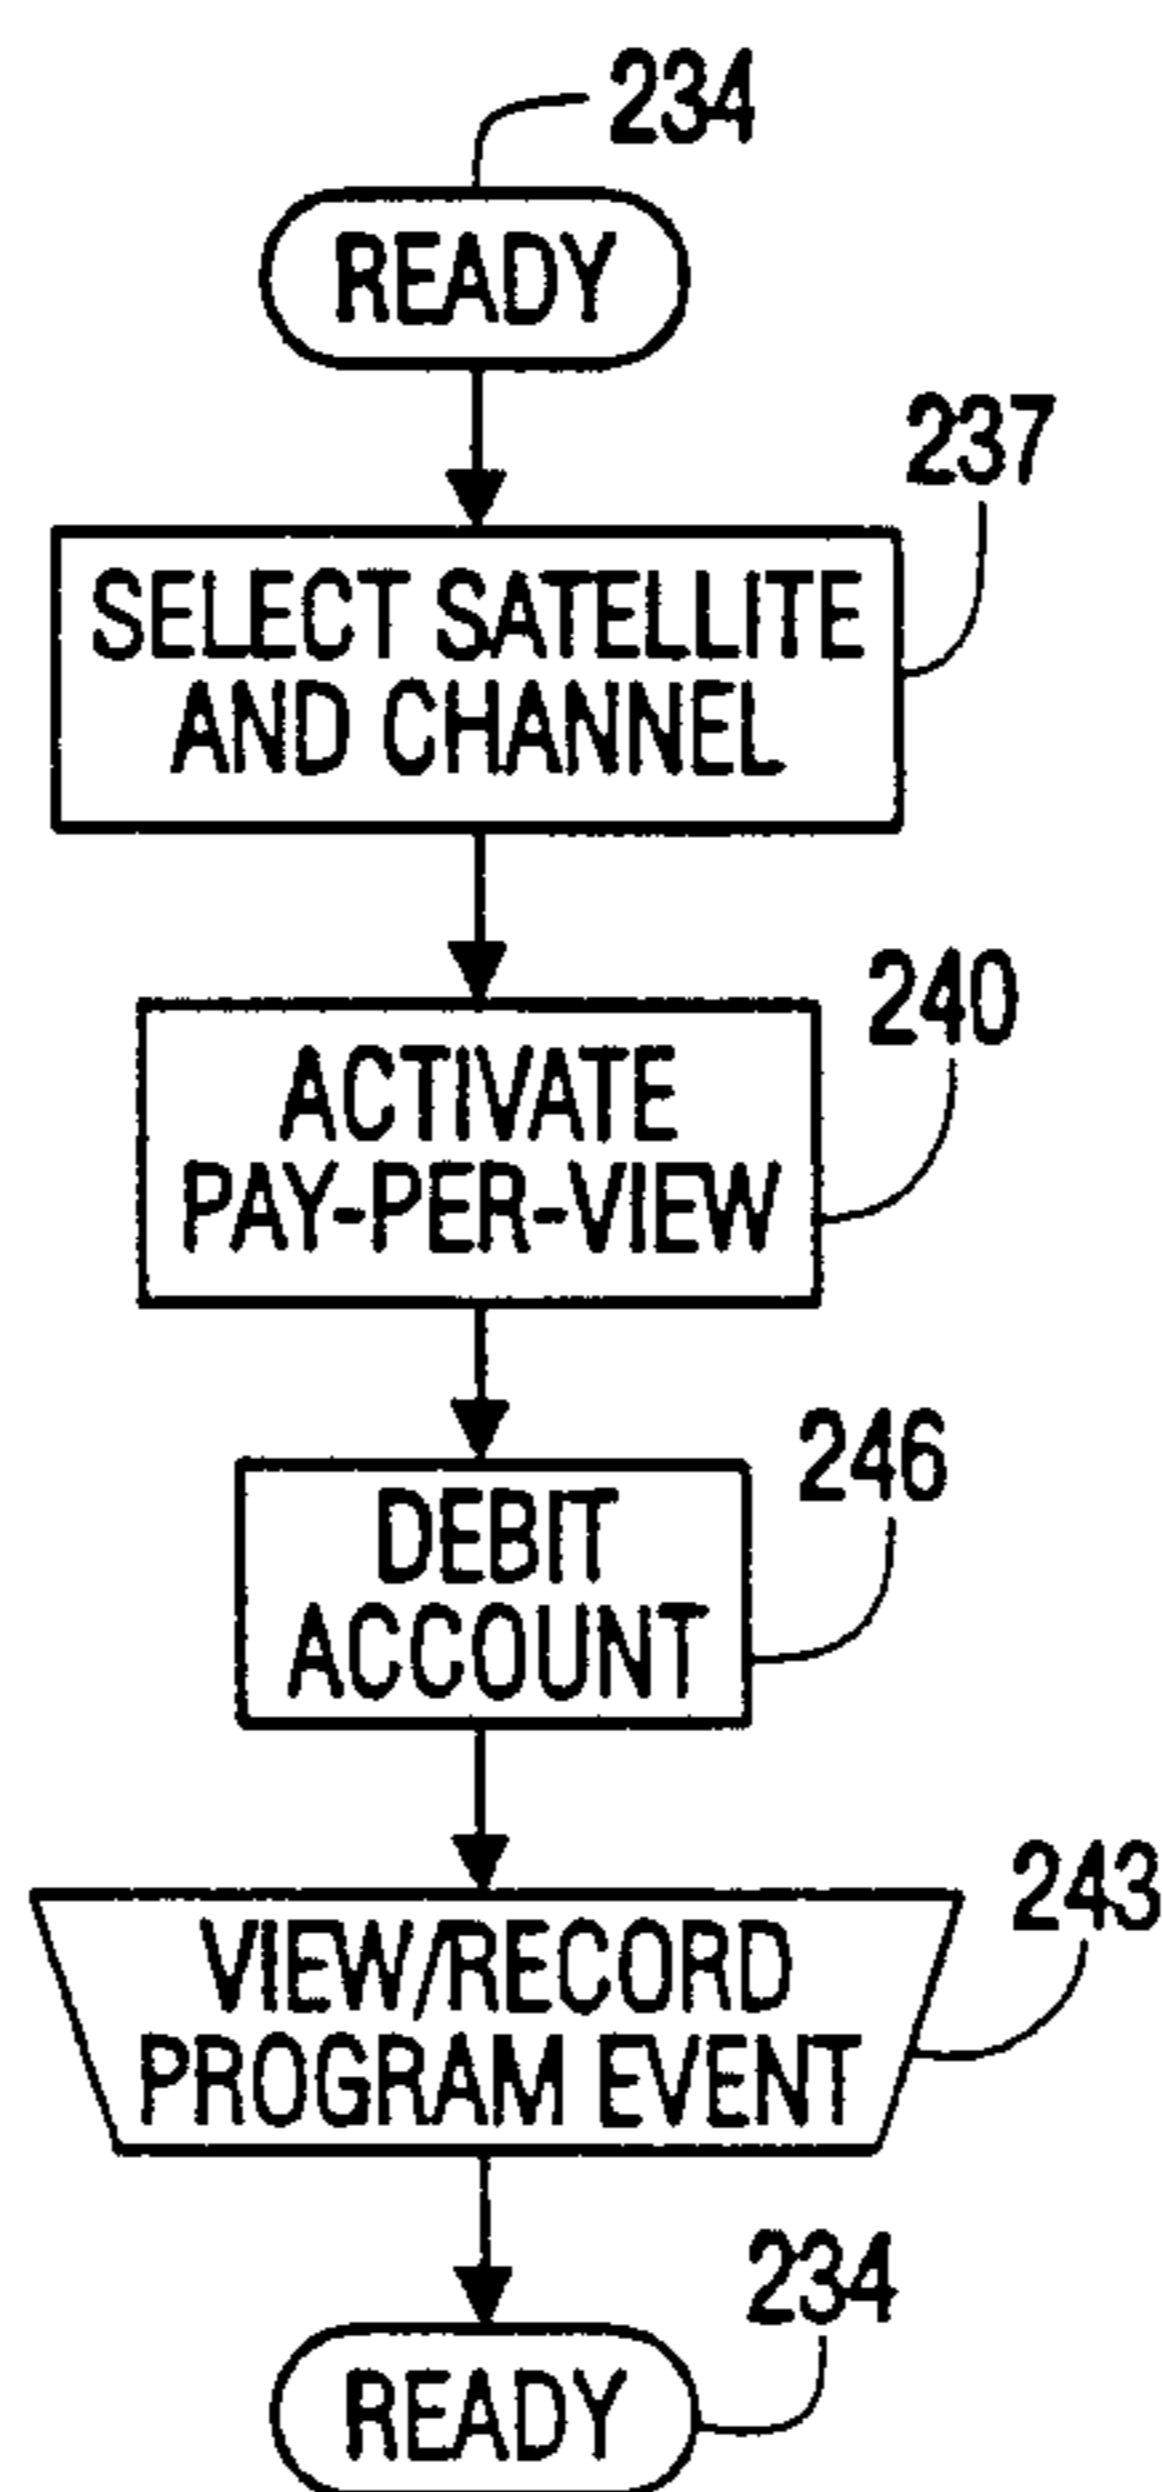 234
READY
237
SELECT SATELLITE
AND CHANNEL
240
ACTIVATE
PAY-PER-VIEW
246
DEBIT
ACCOUNT
243
VIEW/RECORD
PROGRAM EVENT
234
READY